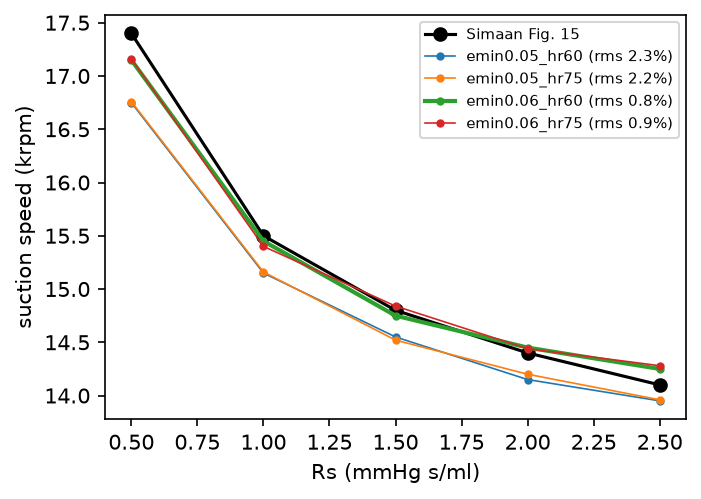 17.5
17.0
16.5
16.0
15.5
15.0
14.5
14.0
suction speed (krpm)
Simaan Fig. 15
emin0.05_hr60 (rms 2.3%)
emin0.05_hr75 (rms 2.2%)
emin0.06_hr60 (rms 0.8%)
emin0.06_hr75 (rms 0.9%)
0.50 0.75 1.00 1.25 1.50 1.75 2.00 2.25 2.50
Rs (mmHg s/ml)